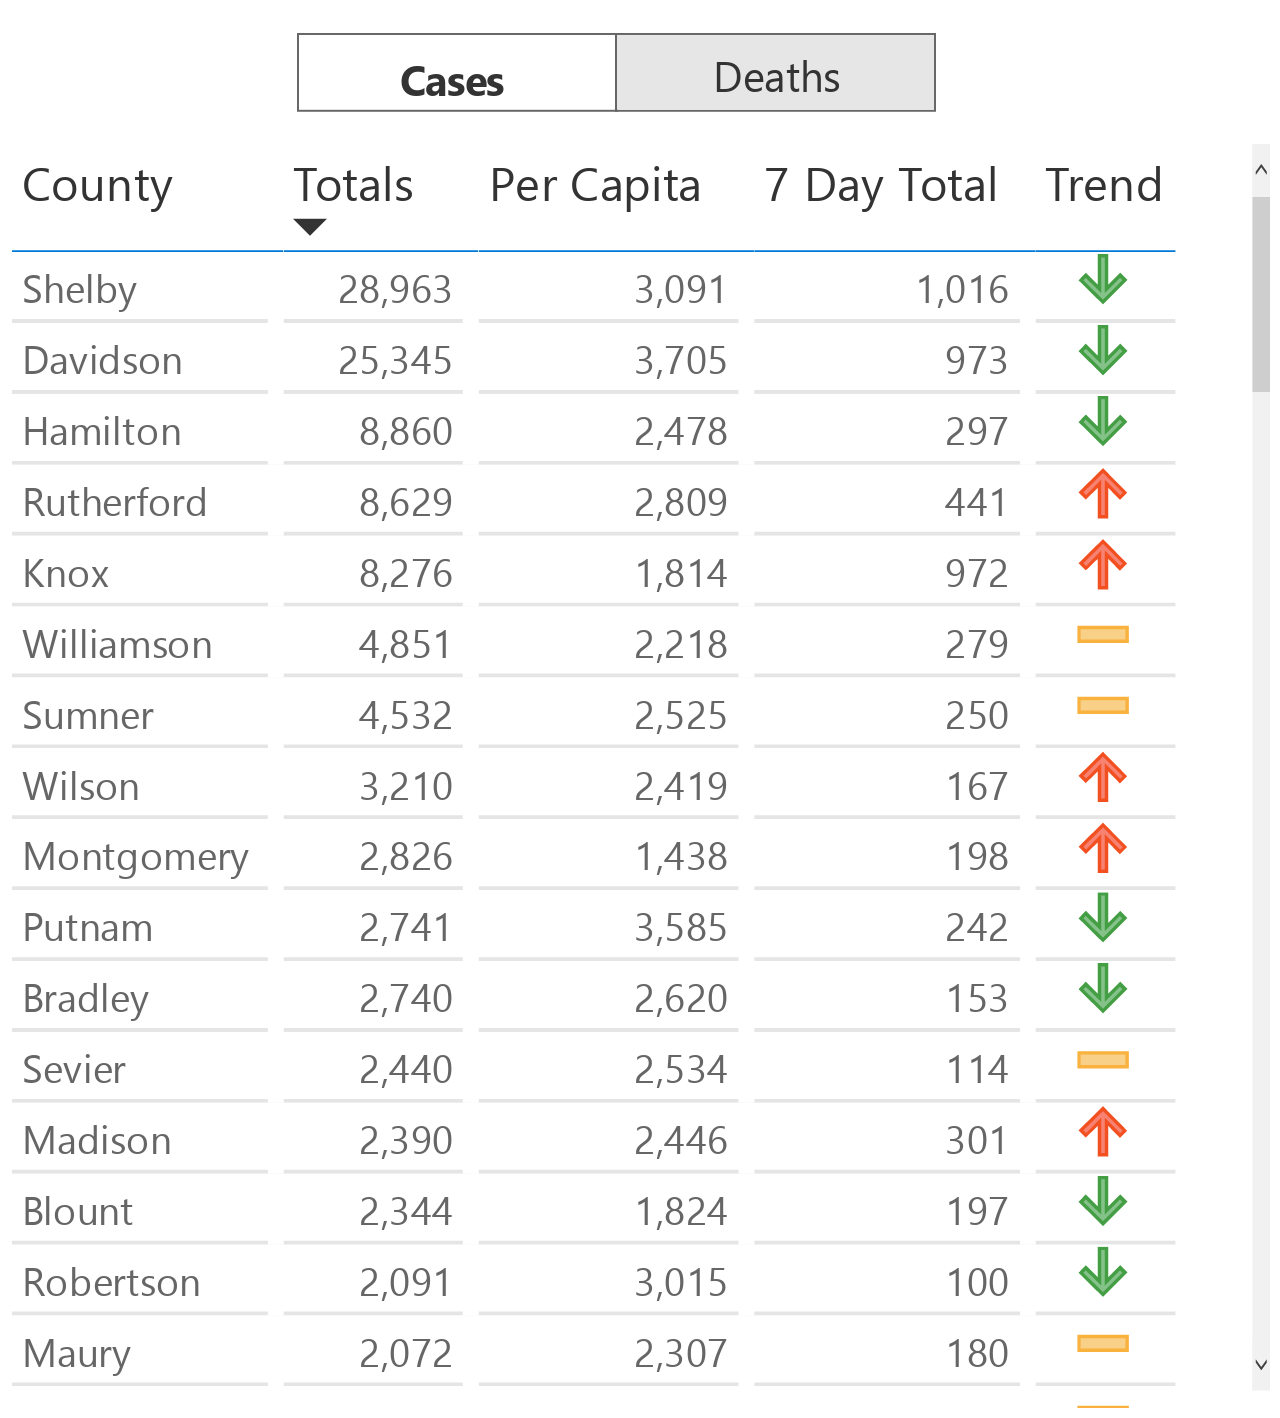 Cases Deaths
County Totals Per Capita 7 Day Total Trend
Shelby 28,963 3,091 1,016
Davidson 25,345 3,705 973
Hamilton 8,860 2,478 297
Rutherford 8,629 2,809 441
Knox 8,276 1,814 972
Williamson 4,851 2,218 279
Sumner 4,532 2,525 250
Wilson 3,210 2,419 167
Montgomery 2,826 1,438 198
Putnam 2,741 3,585 242
Bradley 2,740 2,620 153
Sevier 2,440 2,534 114
Madison 2,390 2,446 301
Blount 2,344 1,824 197
Robertson 2,091 3,015 100
Maury 2,072 2,307 180